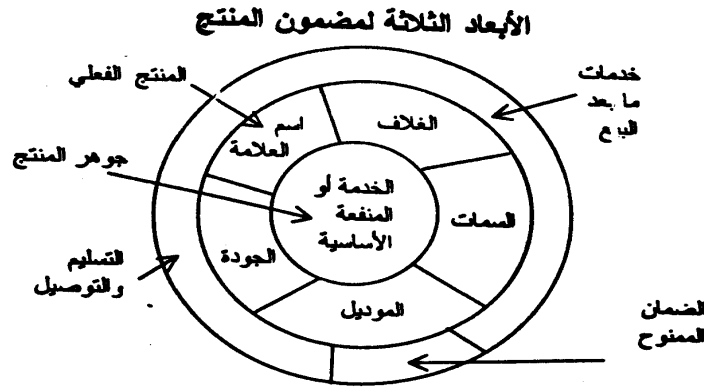 الأبعاد الثلاثة لمضمون المنتج
المنتج الفعلي
خدمات
ما بعد
البيع
الغلاف
اسم
العلامة
جوهر المنتج
الخدمة أو
المنفعة
الأساسية
السمات
الجودة
التسليم
والتوصيل
الموديل
الضمان
الممنوح